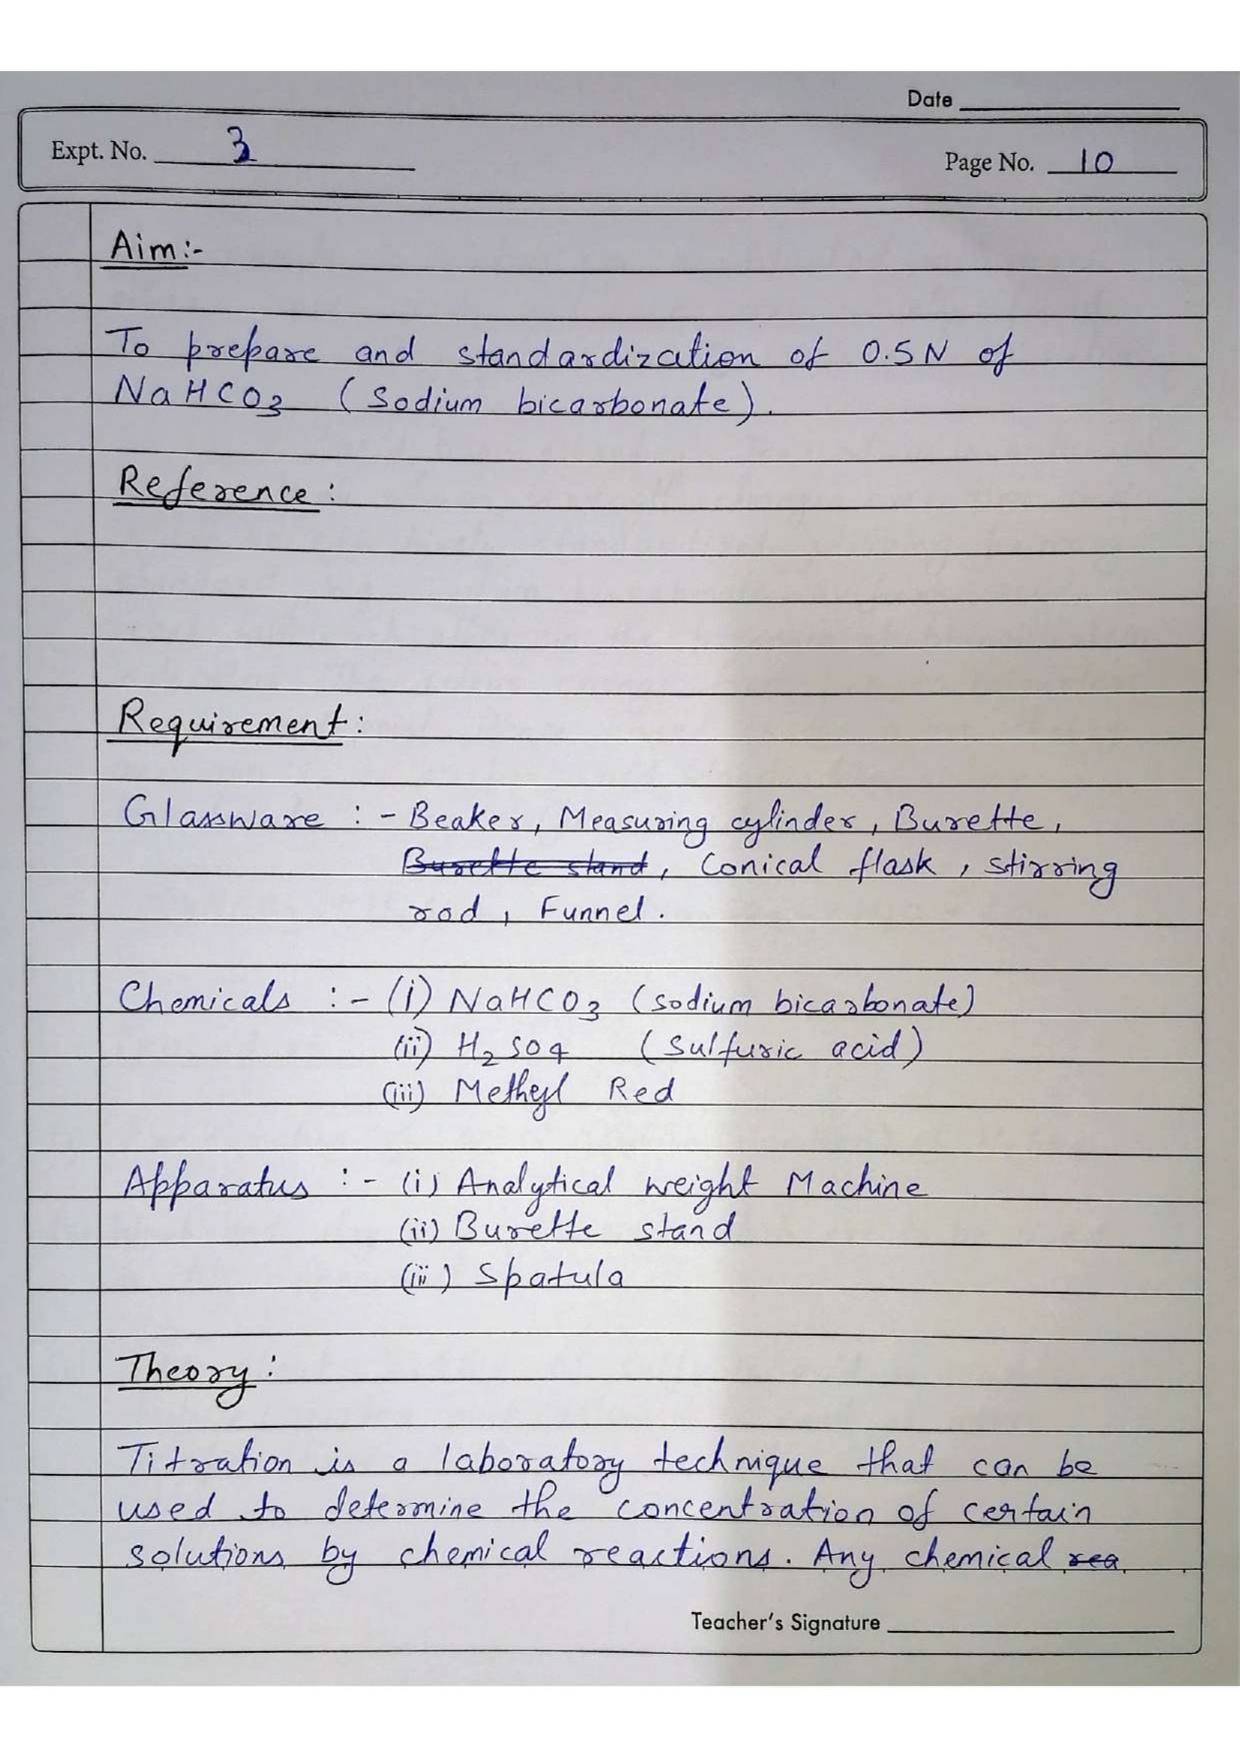 Date
Expt. No. 3
Page No. 10
Aim:-
To prepare and standardization of 0.5N of
NaHCO3 (Sodium bicarbonate).
Reference:
Requirement:
Glassware :- Beaker, Measuring cylinder, Burette,
Burette stand, Conical flask, stirring
rod, Funnel.
Chemicals :- (i) NaHCO3 (sodium bicarbonate)
(ii) H2SO4 (Sulfuric acid)
(iii) Methyl Red
Apparatus :- (i) Analytical weight Machine
(ii) Burette stand
(iii) Spatula
Theory:
Titration is a laboratory technique that can be
used to determine the concentration of certain
solutions by chemical reactions. Any chemical rea
Teacher's Signature